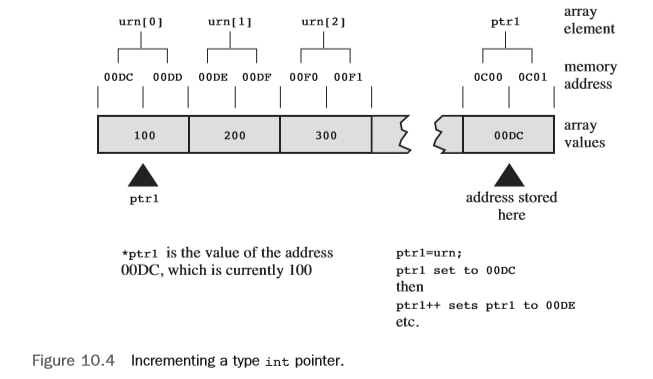 urn[0] urn[1] urn[2] ptr1 array
element
00DC 00DD 00DE 00DF 00F0 00F1 0C00 0C01 memory
address
100 200 300 00DC array
values
ptr1 address stored
here
*ptr1 is the value of the address
00DC, which is currently 100
ptr1=urn;
ptr1 set to 00DC
then
ptr1++ sets ptr1 to 00DE
etc.
Figure 10.4 Incrementing a type int pointer.